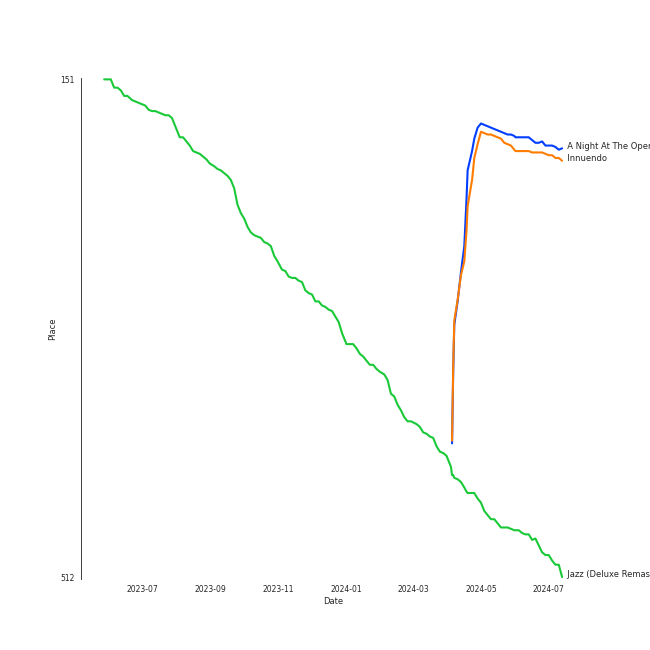 151
A Night At The Oper
Innuendo
Place
512
Jazz (Deluxe Remas
2023-07
2023-09
2023-11
2024-01
2024-03
2024-05
2024-07
Date